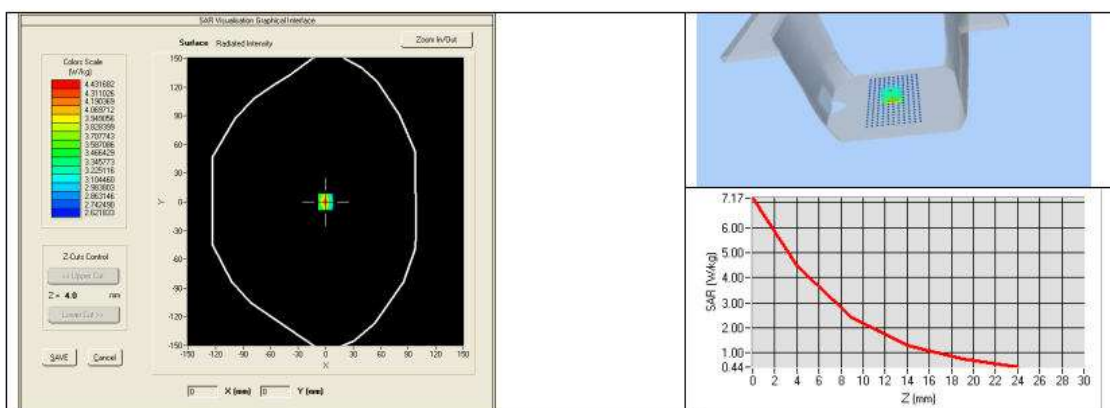 SAR Visualisation Graphical Interface
Surface Radiated Intensity
Zoom In/Out
Colors Scale
(W/kg)
4.431682
4.311026
4.190369
4.069712
3.949056
3.828399
3.707743
3.587086
3.466429
3.345773
3.225116
3.104460
2.983803
2.863146
2.742490
2.621833
150
120
90
60
30
0
-30
-60
-90
-120
-150
Y
-150 -120 -90 -60 -30 0 30 60 90 120 150
X
Z-Cuts Control
<< Upper Cut
Z = 4.0 mm
Lower Cut >>
SAVE Cancel
0 X (mm) 0 Y (mm)
7.17
6.00
5.00
4.00
3.00
2.00
1.00
0.44
SAR (W/kg)
0 2 4 6 8 10 12 14 16 18 20 22 24 26 28 30
Z (mm)